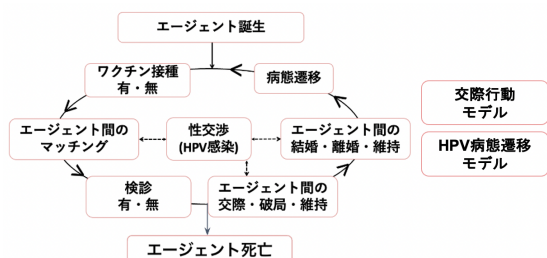 エージェント誕生
ワクチン接種
有・無
病態遷移
エージェント間の
マッチング
性交渉
(HPV感染)
エージェント間の
結婚・離婚・維持
検診
有・無
エージェント間の
交際・破局・維持
エージェント死亡
交際行動
モデル
HPV病態遷移
モデル